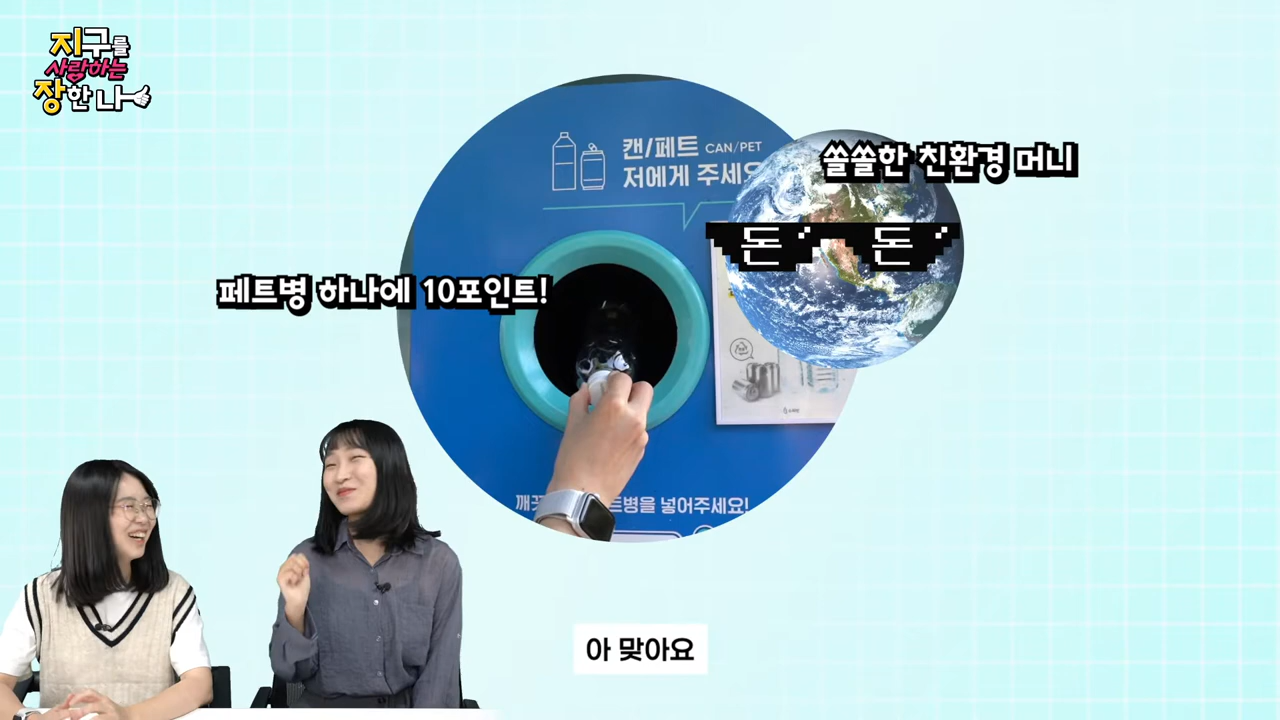 지구를
사랑하는
장한 나
캔/페트 CAN/PET
저에게 주세요
쏠쏠한 친환경 머니
돈 돈
페트병 하나에 10포인트!
병을 넣어주세요!
아 맞아요